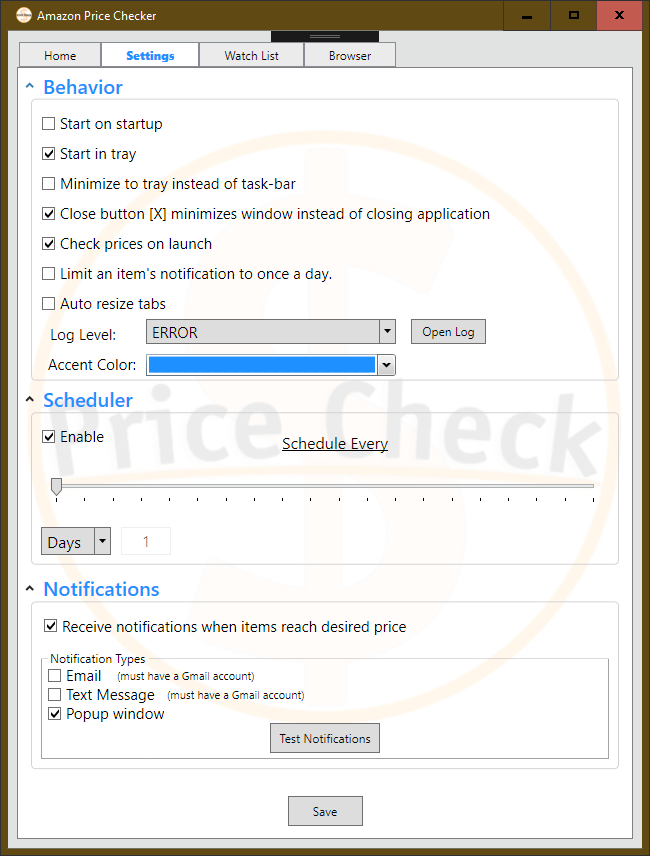 Amazon Price Checker
Home Settings Watch List Browser
Behavior
Start on startup
Start in tray
Minimize to tray instead of task-bar
Close button [X] minimizes window instead of closing application
Check prices on launch
Limit an item's notification to once a day.
Auto resize tabs
Log Level: ERROR Open Log
Accent Color:
Price Check
Scheduler
Enable
Schedule Every
Days 1
Notifications
Receive notifications when items reach desired price
Notification Types
Email (must have a Gmail account)
Text Message (must have a Gmail account)
Popup window
Test Notifications
Save